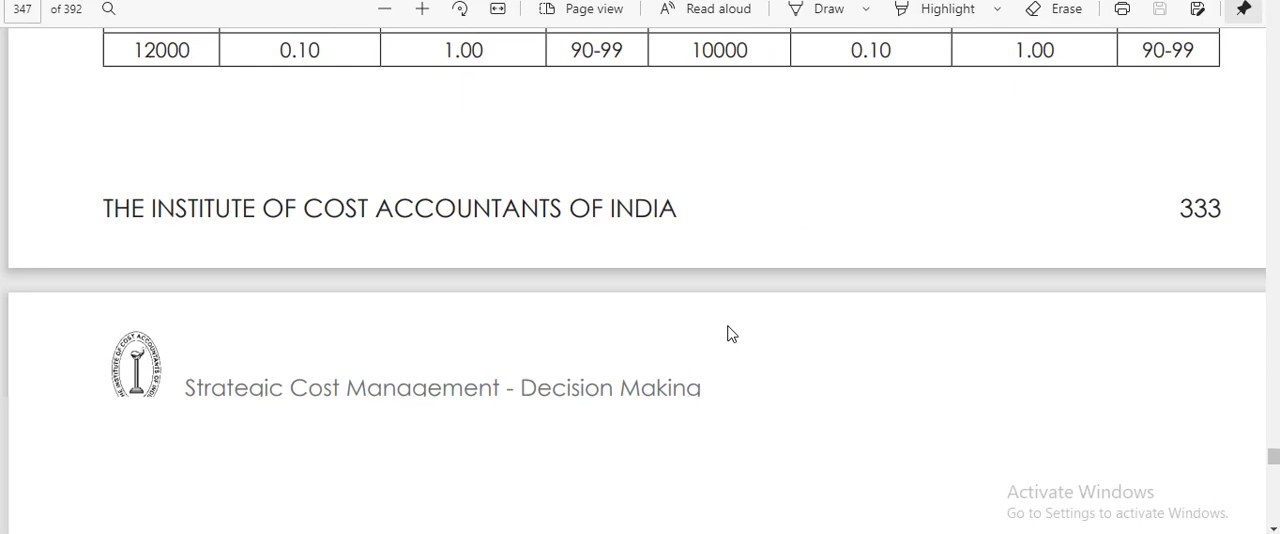 347 of 392 Page view Read aloud Draw Highlight Erase
12000 0.10 1.00 90-99 10000 0.10 1.00 90-99
THE INSTITUTE OF COST ACCOUNTANTS OF INDIA 333
Strategic Cost Management - Decision Making
Activate Windows
Go to Settings to activate Windows.